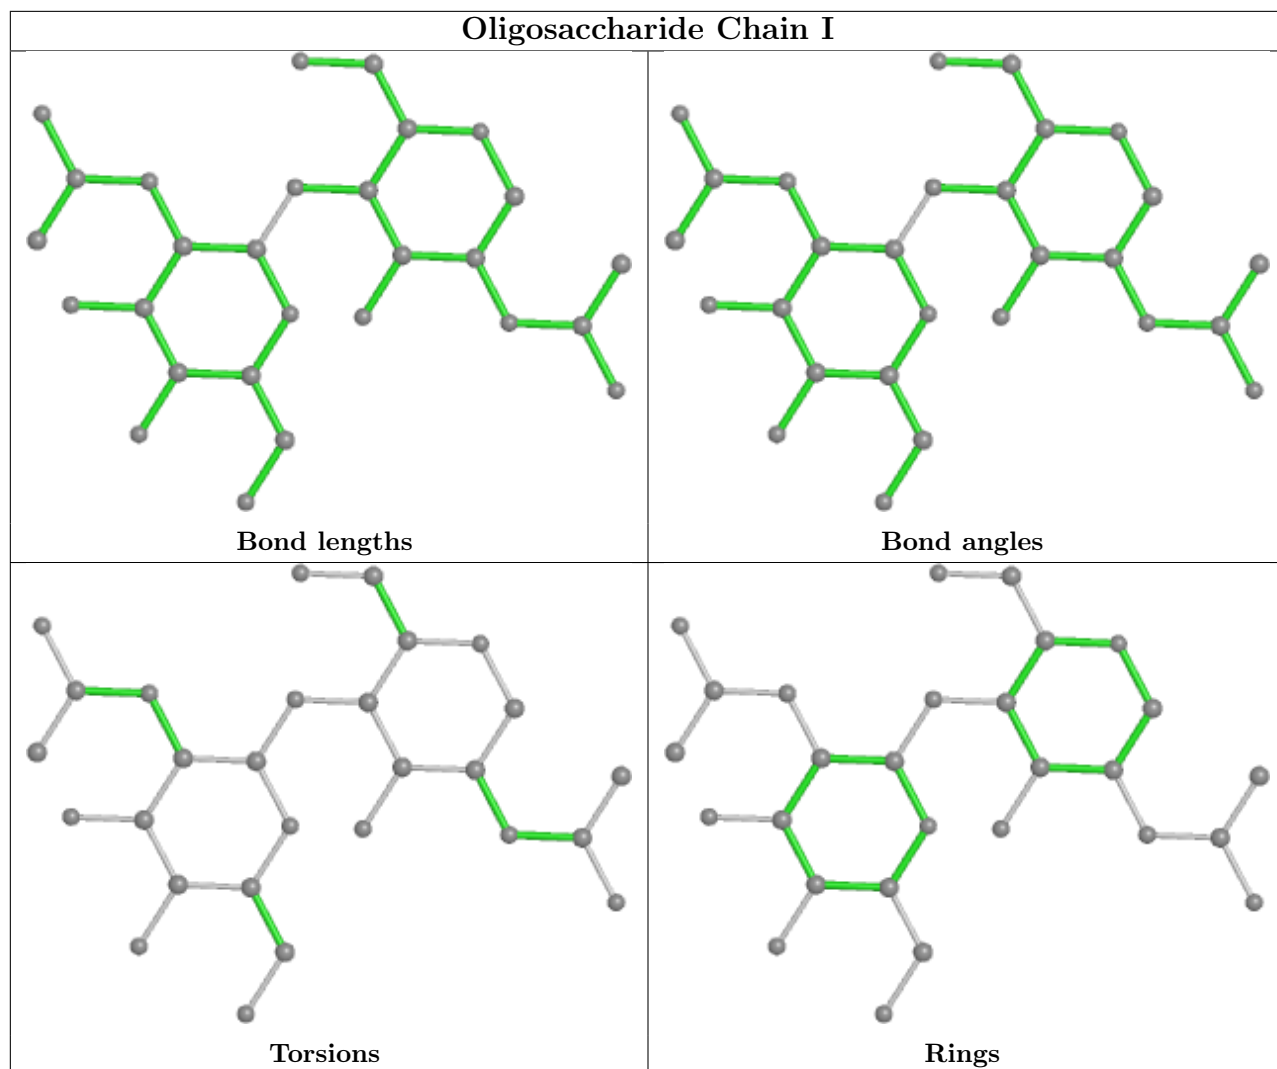 Oligosaccharide Chain I
Bond lengths
Bond angles
Torsions
Rings